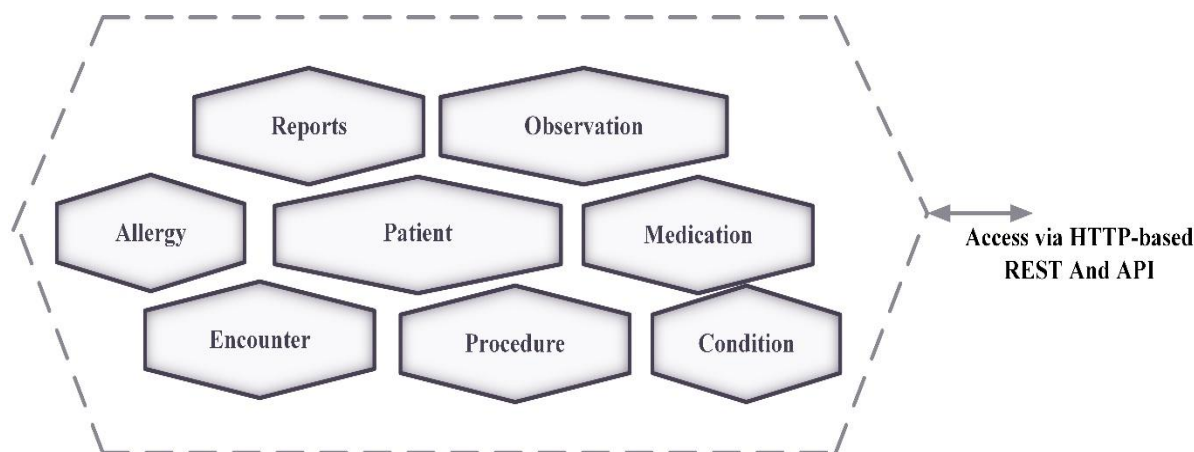 Reports
Observation
Allergy
Patient
Medication
Access via HTTP-based
REST And API
Encounter
Procedure
Condition